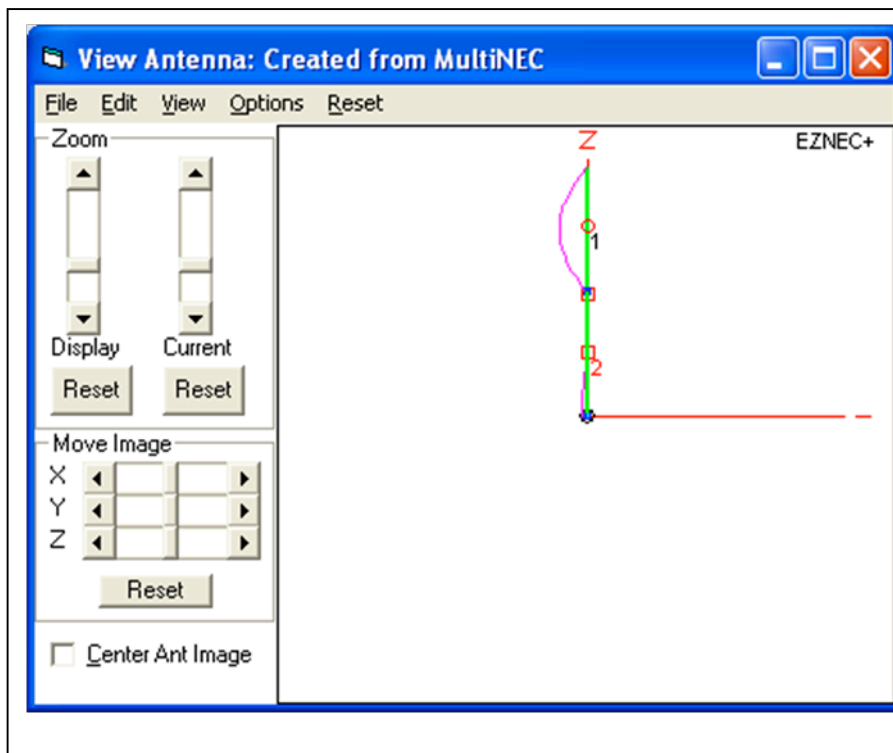 View Antenna: Created from MultiNEC
File Edit View Options Reset
Zoom
Display Current
Reset Reset
Move Image
X
Y
Z
Reset
Center Ant Image
EZNEC+
Z
1
2